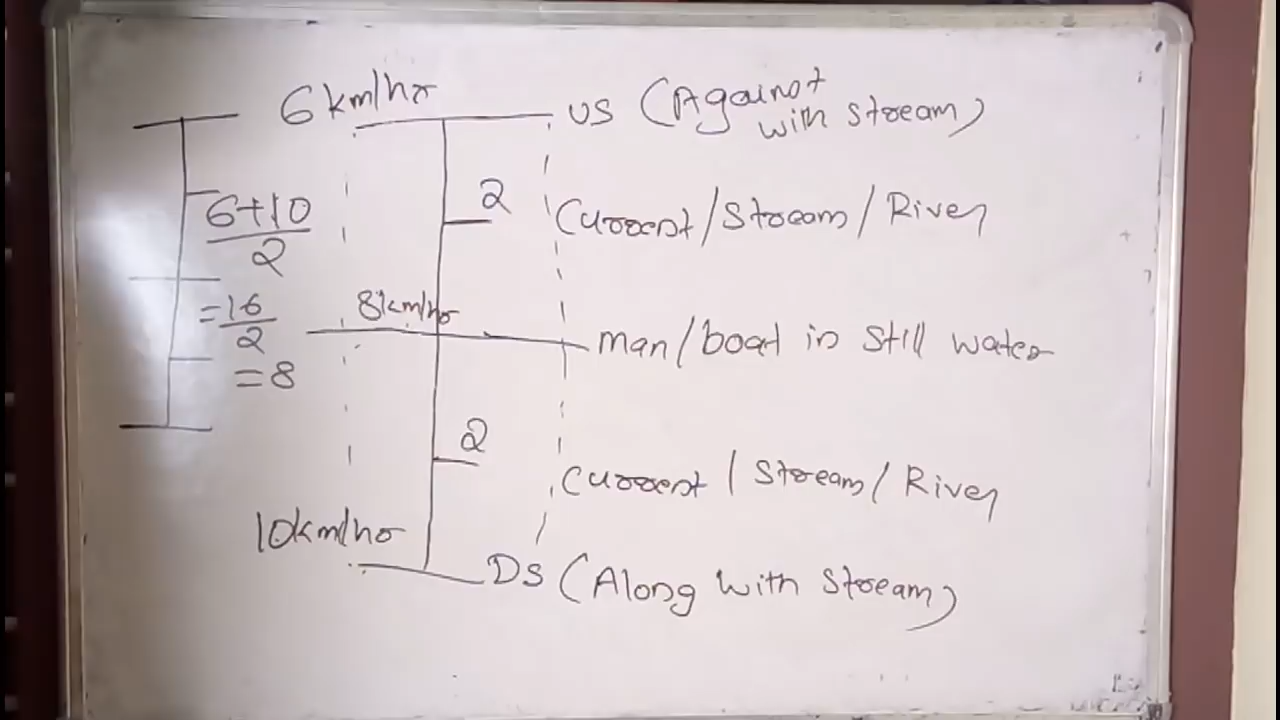 6km/hr US (Against
with stream)
6+10
2
2
Current/Stream/River
=16
2
=8
8km/hr
man/boat in still water
2
Current/Stream/River
10km/hr
DS (Along with stream)